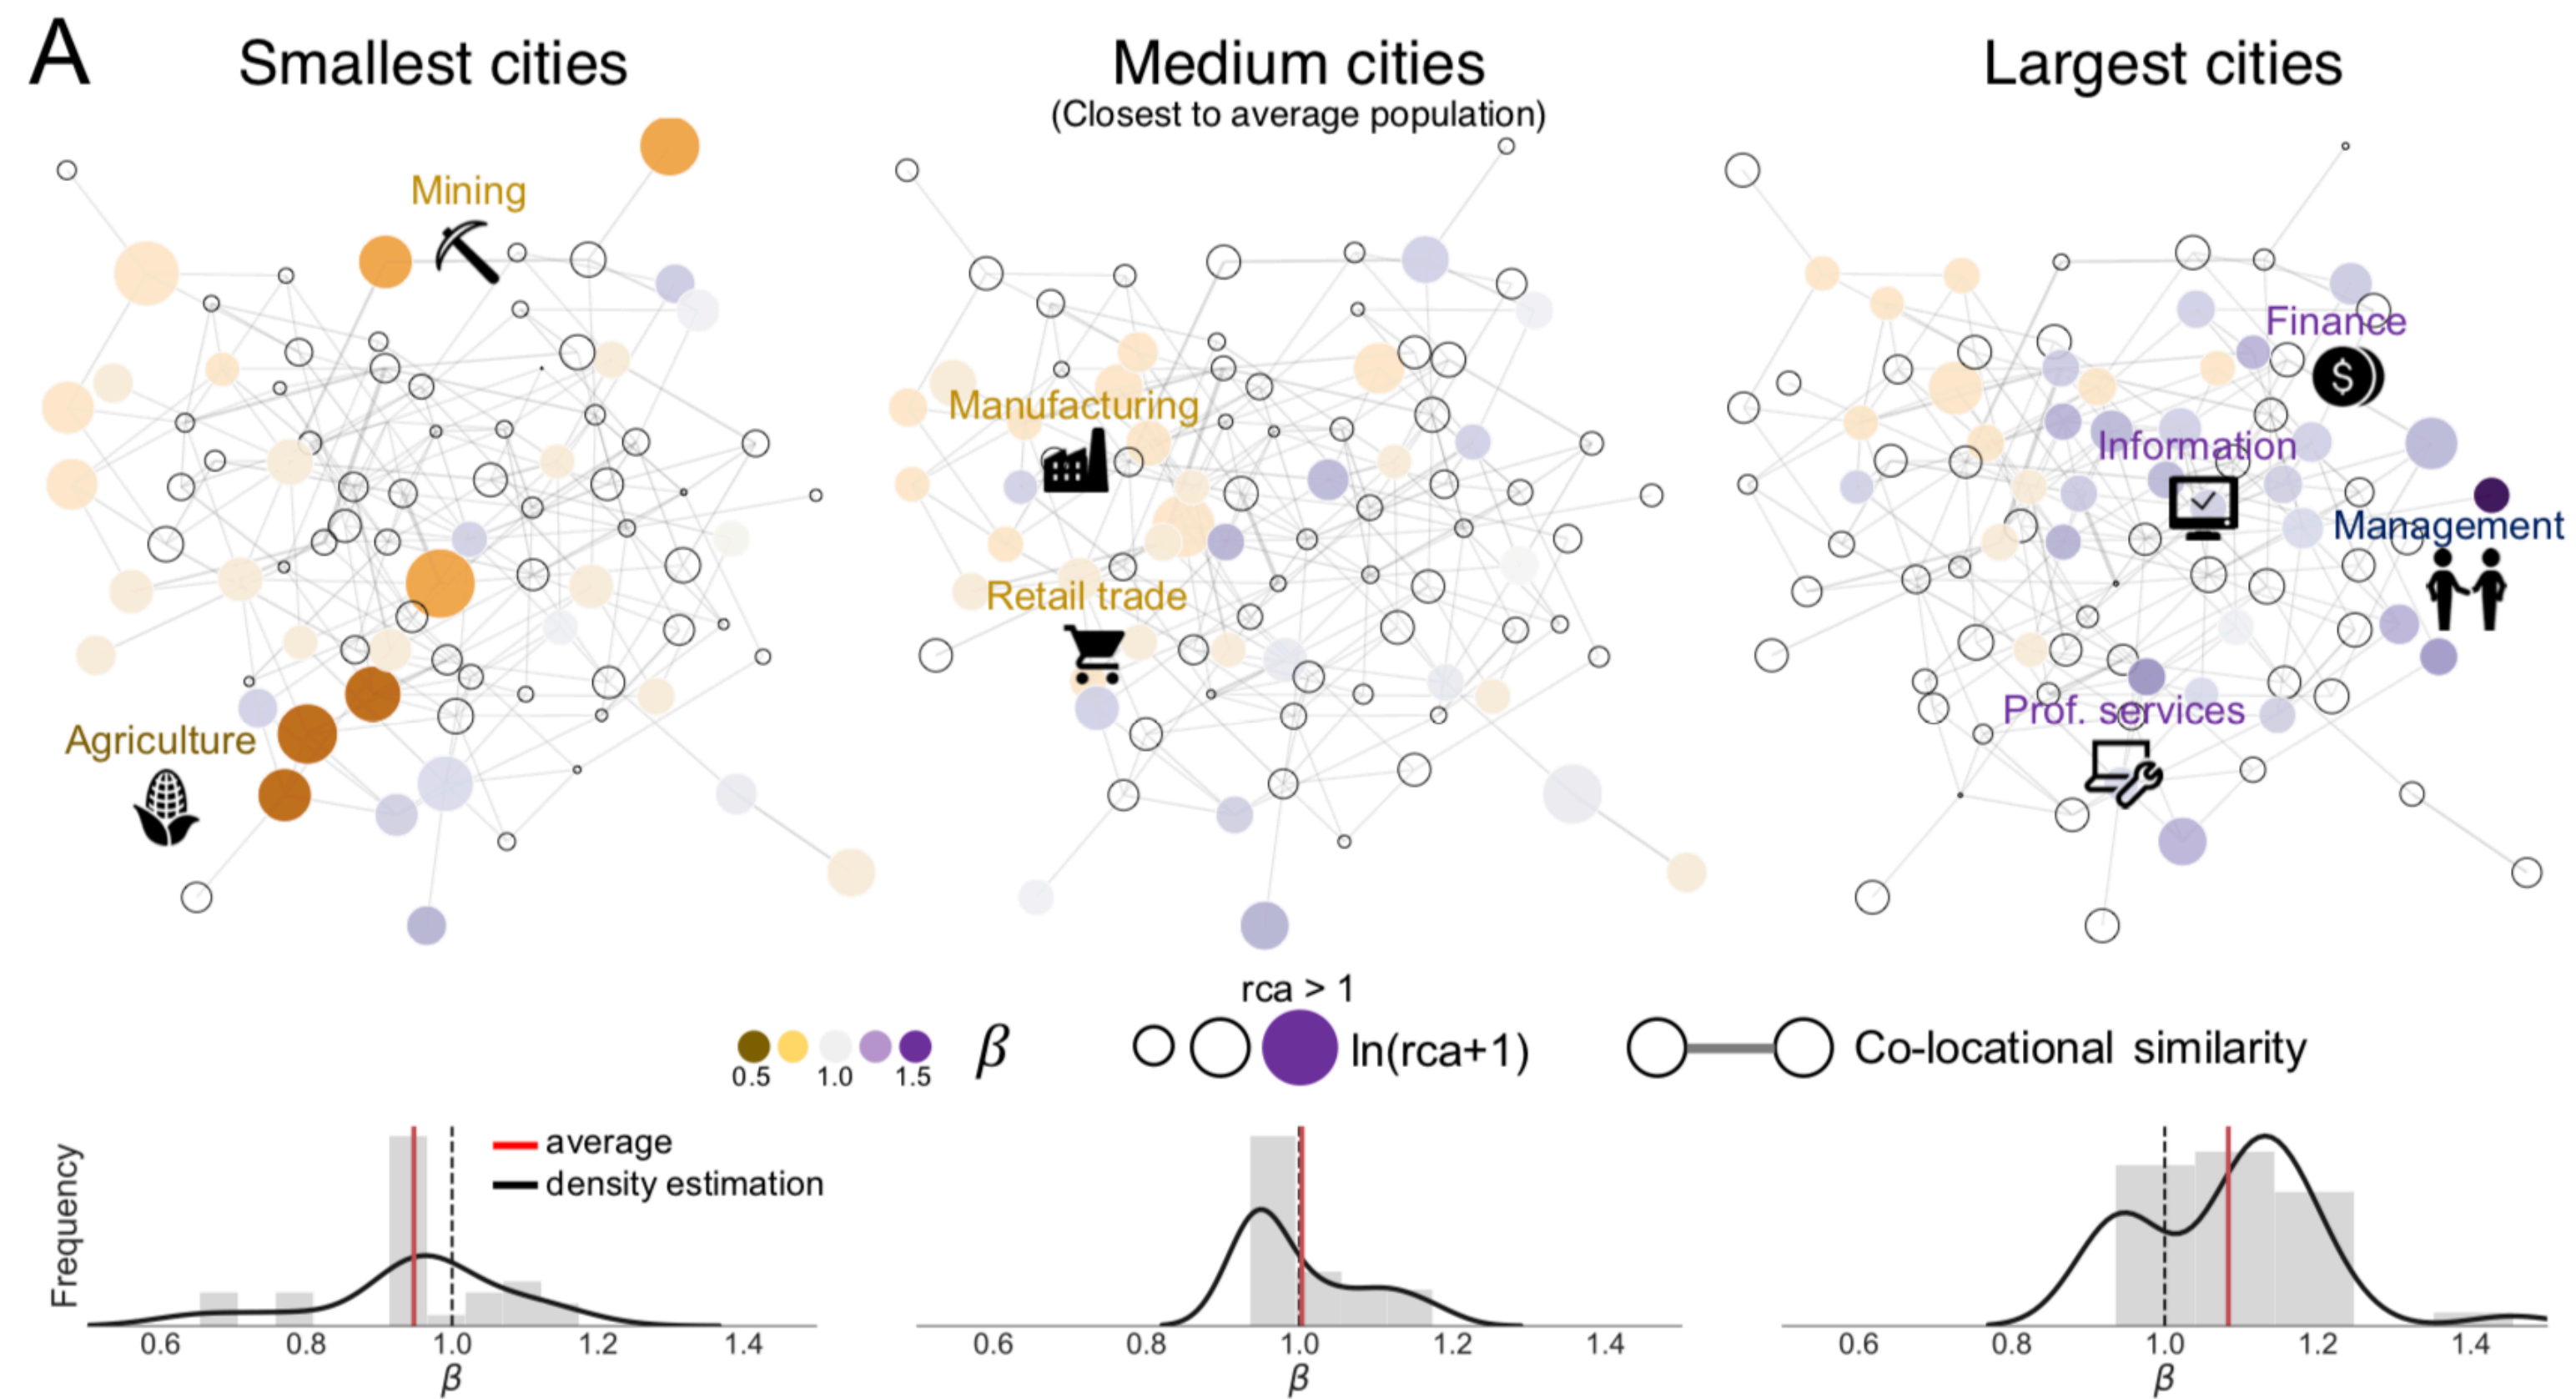 A
Smallest cities
Medium cities
(Closest to average population)
Largest cities
Mining
Agriculture
Manufacturing
Retail trade
Finance
$
Information
Management
Prof. services
rca > 1
0.5 1.0 1.5
β
ln(rca+1)
Co-locational similarity
Frequency
average
density estimation
0.6 0.8 1.0 1.2 1.4
β
0.6 0.8 1.0 1.2 1.4
β
0.6 0.8 1.0 1.2 1.4
β